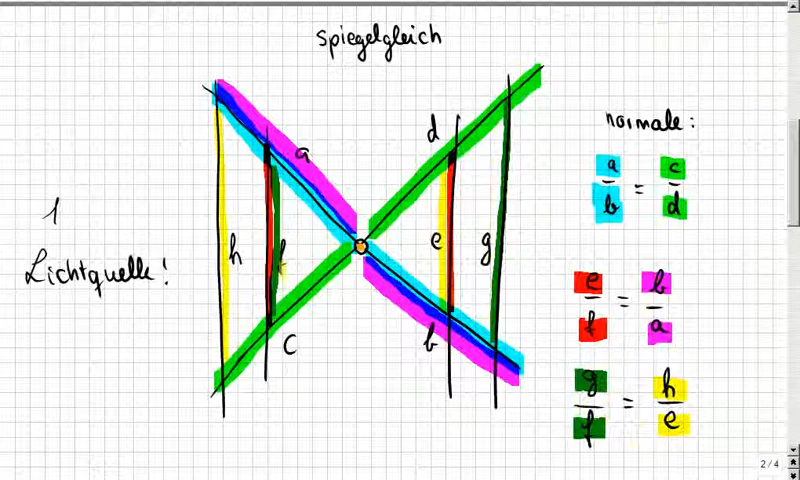 spiegelgleich
1
Lichtquelle!
a
d
h
f
e
g
c
b
normale:
a/b = c/d
e/f = b/a
g/f = h/e
2/4